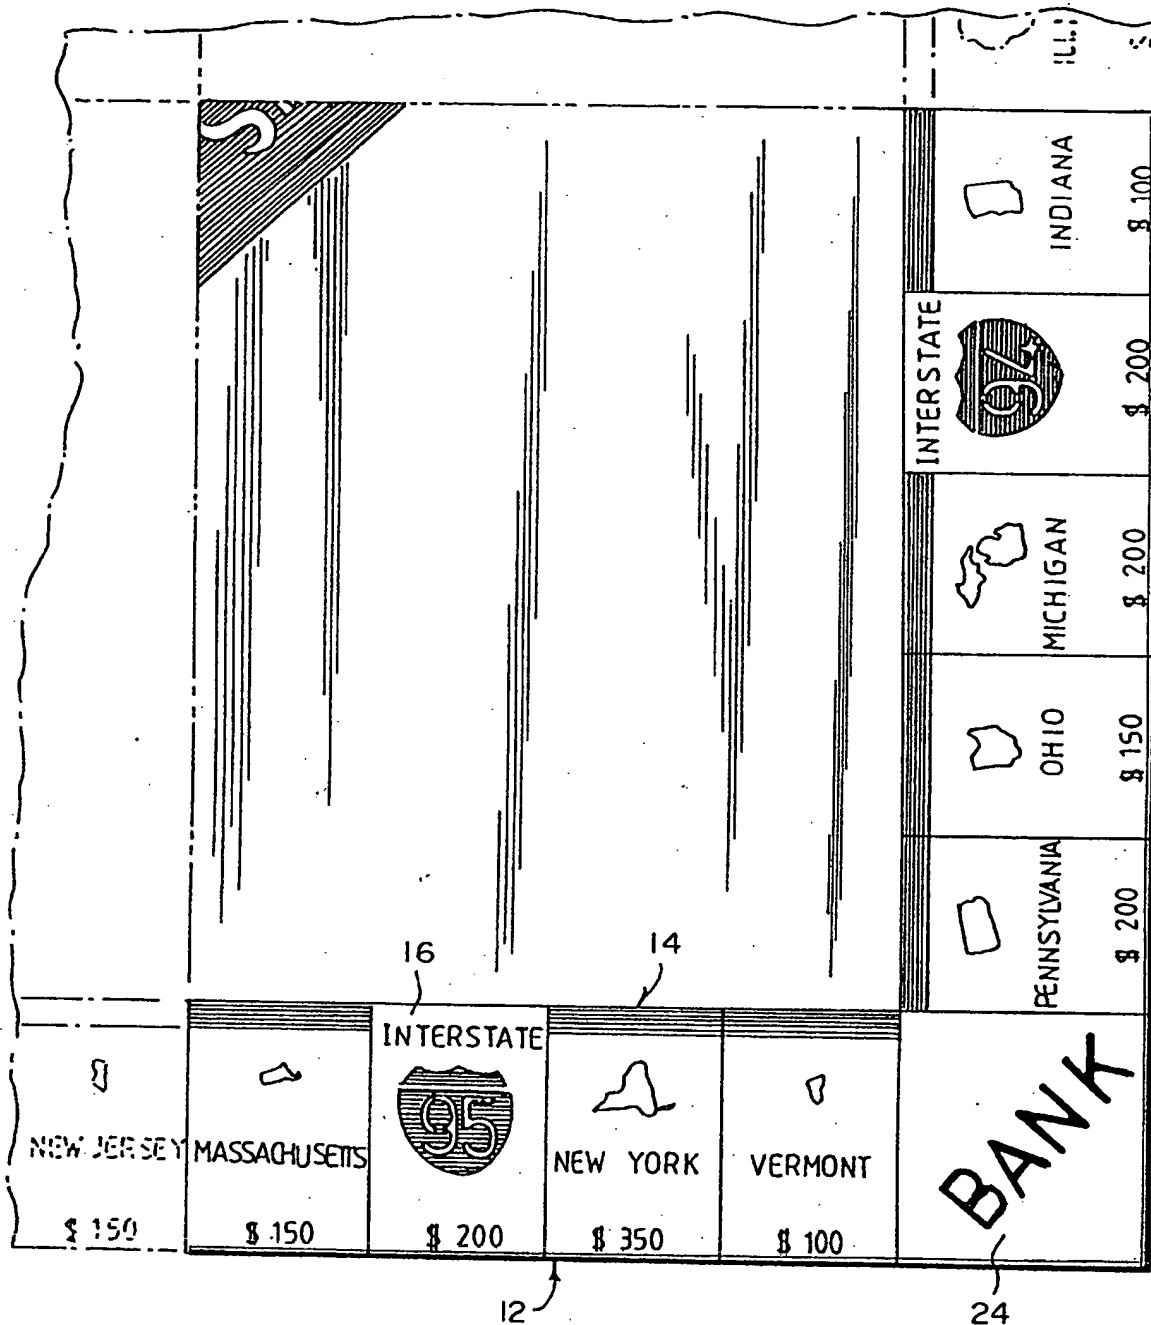 S
INDIANA
$ 100
INTERSTATE
94
$ 200
MICHIGAN
$ 200
OHIO
$ 150
PENNSYLVANIA
$ 200
16
14
NEW JERSEY
$ 150
MASSACHUSETTS
$ 150
INTERSTATE
95
$ 200
NEW YORK
$ 350
VERMONT
$ 100
BANK
12
24